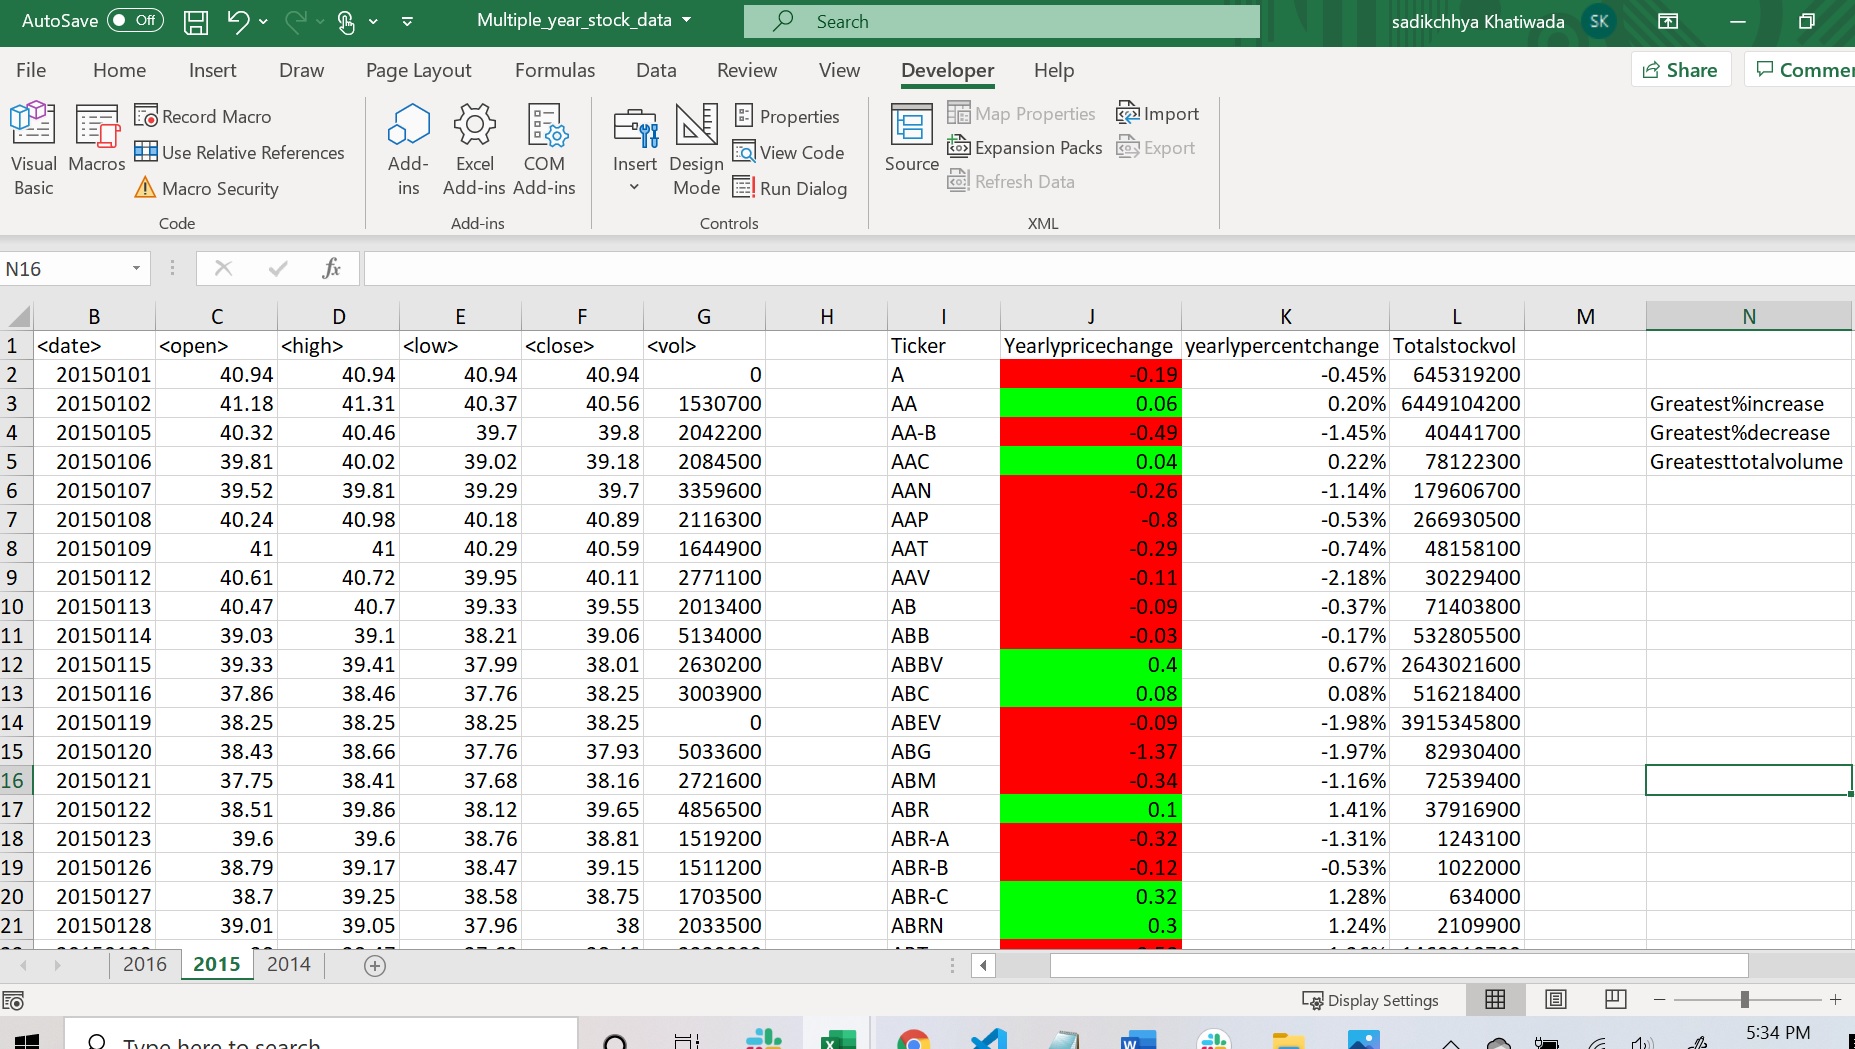 AutoSave Off Multiple_year_stock_data Search sadikchhya Khatiwada SK
File Home Insert Draw Page Layout Formulas Data Review View Developer Help Share Commen
Visual Basic
Macros
Record Macro
Use Relative References
Macro Security
Code
Add-ins
Excel Add-ins
COM Add-ins
Add-ins
Insert
Design Mode
Properties
View Code
Run Dialog
Controls
Source
Map Properties
Expansion Packs
Refresh Data
Import
Export
XML
N16 fx
B C D E F G H I J K L M N
1 <date> <open> <high> <low> <close> <vol> Ticker Yearlypricechange yearlypercentchange Totalstockvol
2 20150101 40.94 40.94 40.94 40.94 0 A -0.19 -0.45% 645319200
3 20150102 41.18 41.31 40.37 40.56 1530700 AA 0.06 0.20% 6449104200 Greatest%increase
4 20150105 40.32 40.46 39.7 39.8 2042200 AA-B -0.49 -1.45% 40441700 Greatest%decrease
5 20150106 39.81 40.02 39.02 39.18 2084500 AAC 0.04 0.22% 78122300 Greatesttotalvolume
6 20150107 39.52 39.81 39.29 39.7 3359600 AAN -0.26 -1.14% 179606700
7 20150108 40.24 40.98 40.18 40.89 2116300 AAP -0.8 -0.53% 266930500
8 20150109 41 41 40.29 40.59 1644900 AAT -0.29 -0.74% 48158100
9 20150112 40.61 40.72 39.95 40.11 2771100 AAV -0.11 -2.18% 30229400
10 20150113 40.47 40.7 39.33 39.55 2013400 AB -0.09 -0.37% 71403800
11 20150114 39.03 39.1 38.21 39.06 5134000 ABB -0.03 -0.17% 532805500
12 20150115 39.33 39.41 37.99 38.01 2630200 ABBV 0.4 0.67% 2643021600
13 20150116 37.86 38.46 37.76 38.25 3003900 ABC 0.08 0.08% 516218400
14 20150119 38.25 38.25 38.25 38.25 0 ABEV -0.09 -1.98% 3915345800
15 20150120 38.43 38.66 37.76 37.93 5033600 ABG -1.37 -1.97% 82930400
16 20150121 37.75 38.41 37.68 38.16 2721600 ABM -0.34 -1.16% 72539400
17 20150122 38.51 39.86 38.12 39.65 4856500 ABR 0.1 1.41% 37916900
18 20150123 39.6 39.6 38.76 38.81 1519200 ABR-A -0.32 -1.31% 1243100
19 20150126 38.79 39.17 38.47 39.15 1511200 ABR-B -0.12 -0.53% 1022000
20 20150127 38.7 39.25 38.58 38.75 1703500 ABR-C 0.32 1.28% 634000
21 20150128 39.01 39.05 37.96 38 2033500 ABRN 0.3 1.24% 2109900
2016 2015 2014
Display Settings
Type here to search
5:34 PM